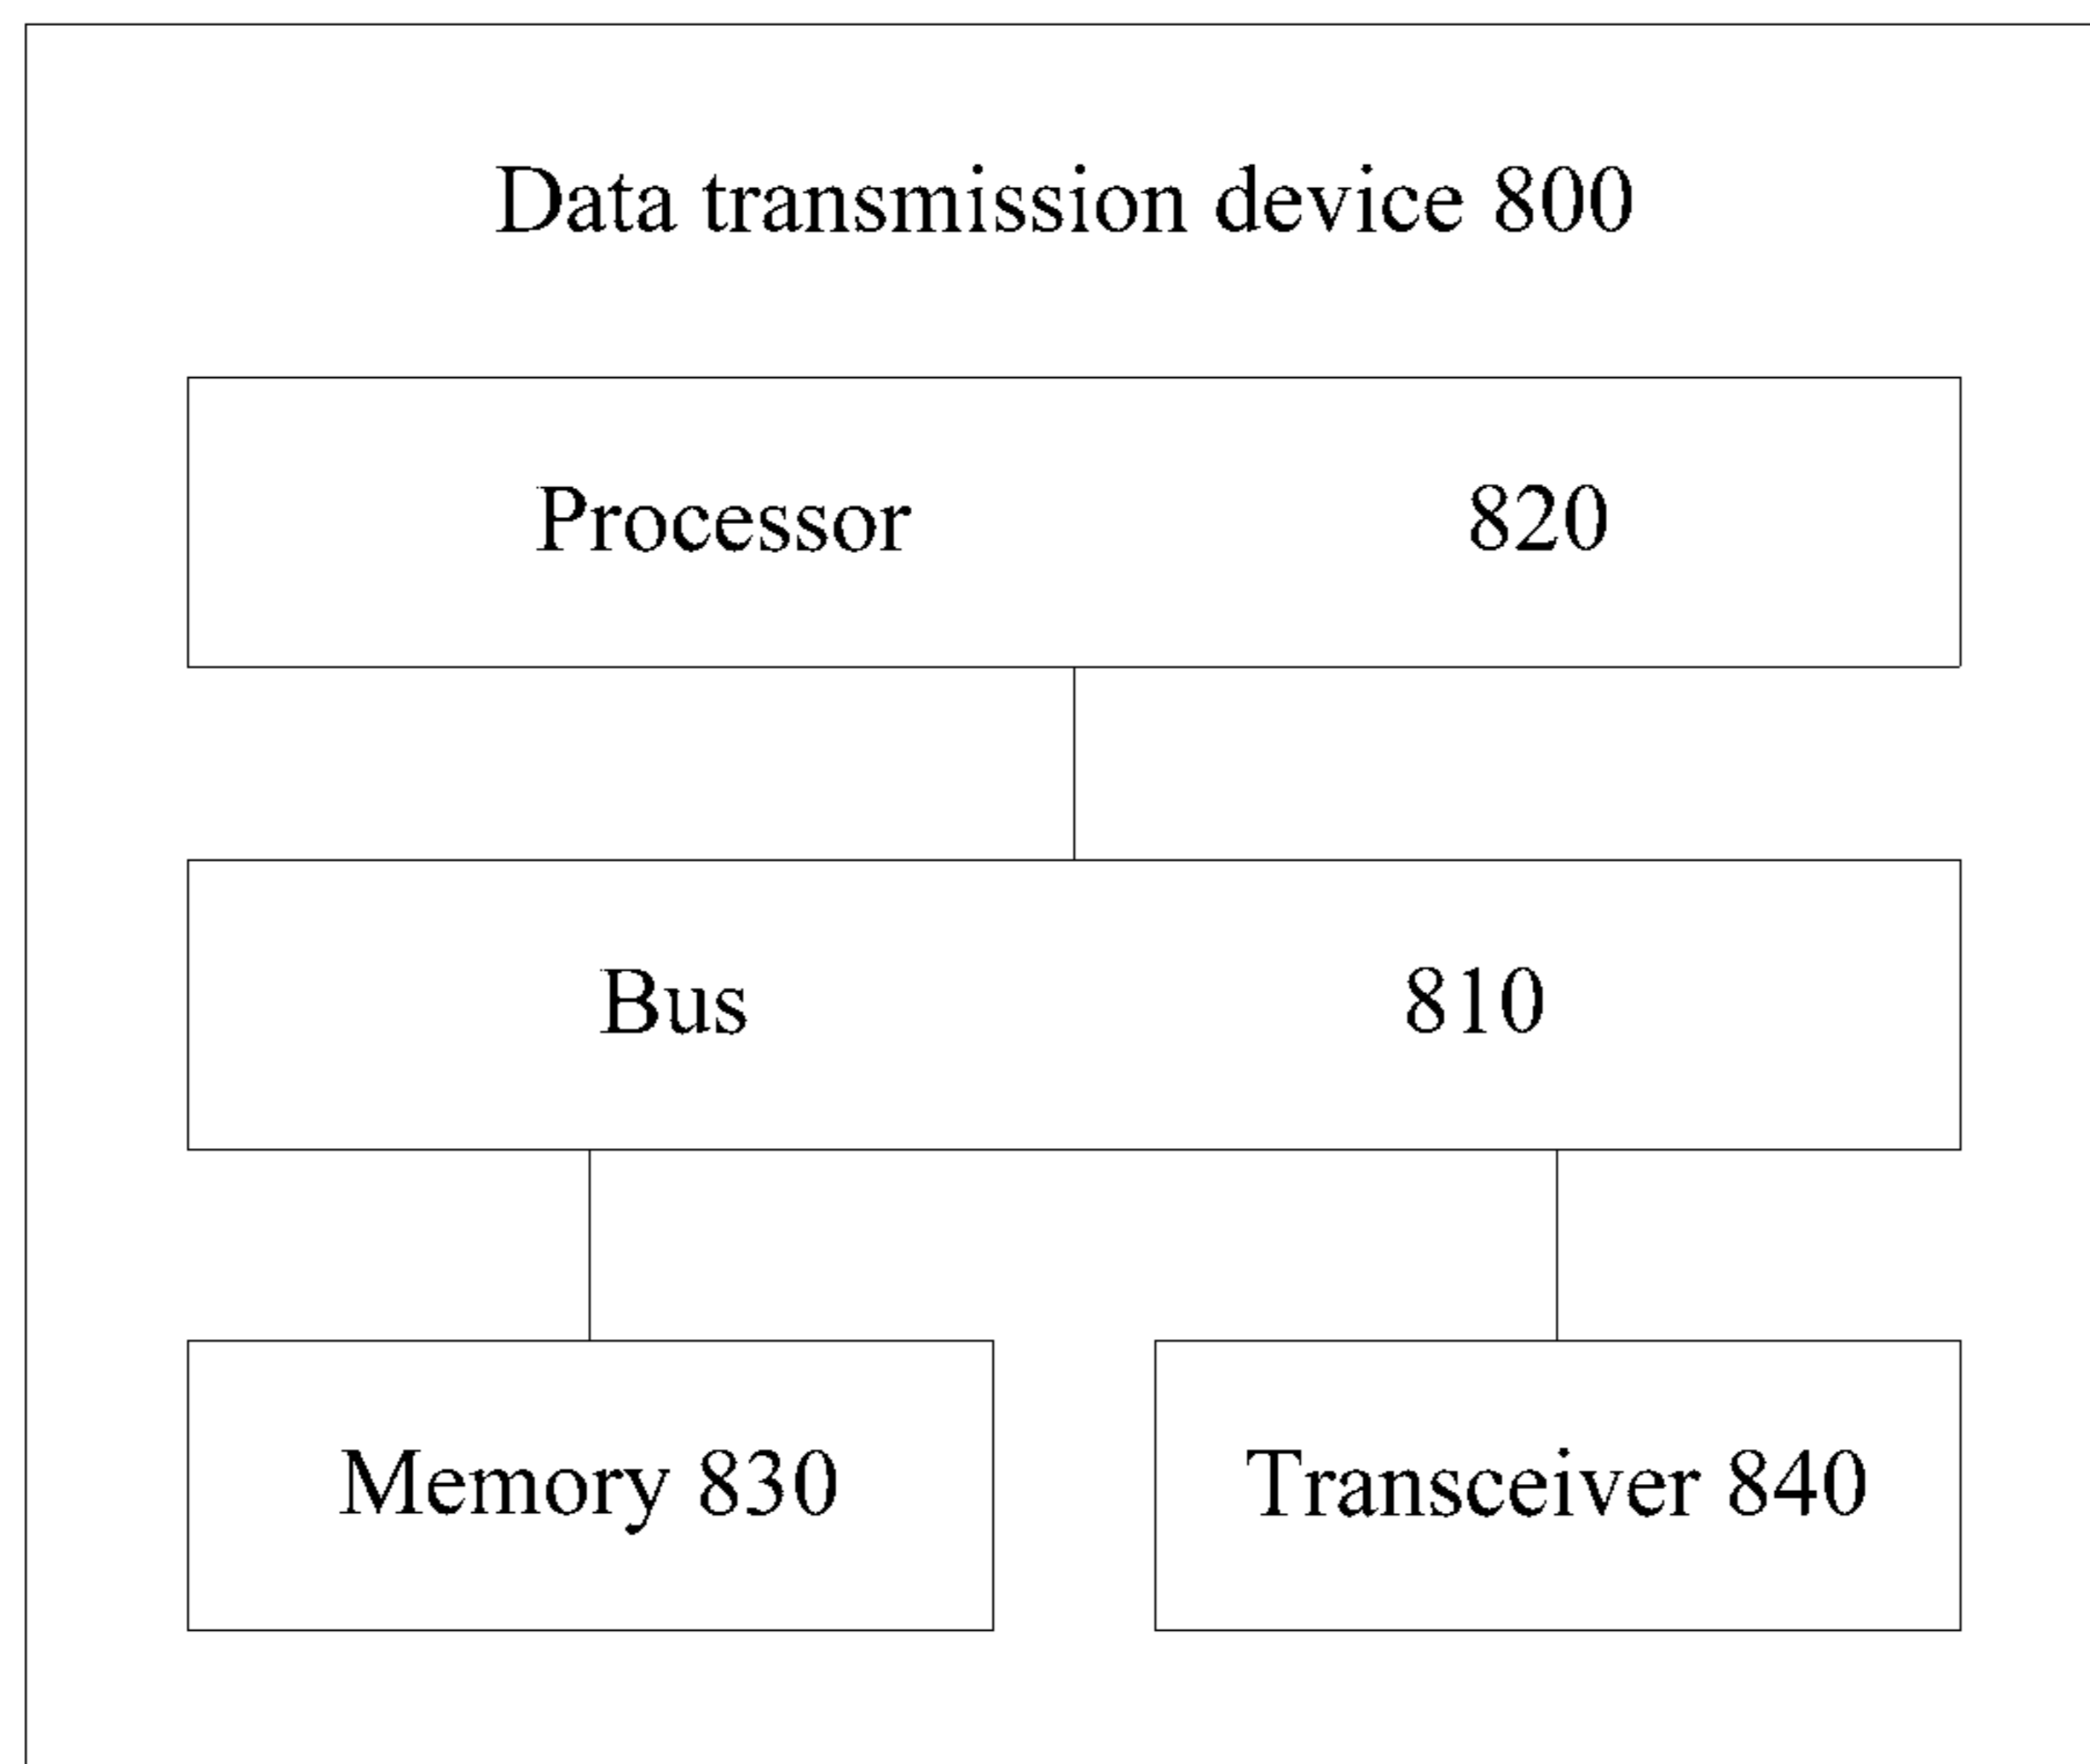 Data transmission device 800
Processor 820
Bus 810
Memory 830 Transceiver 840